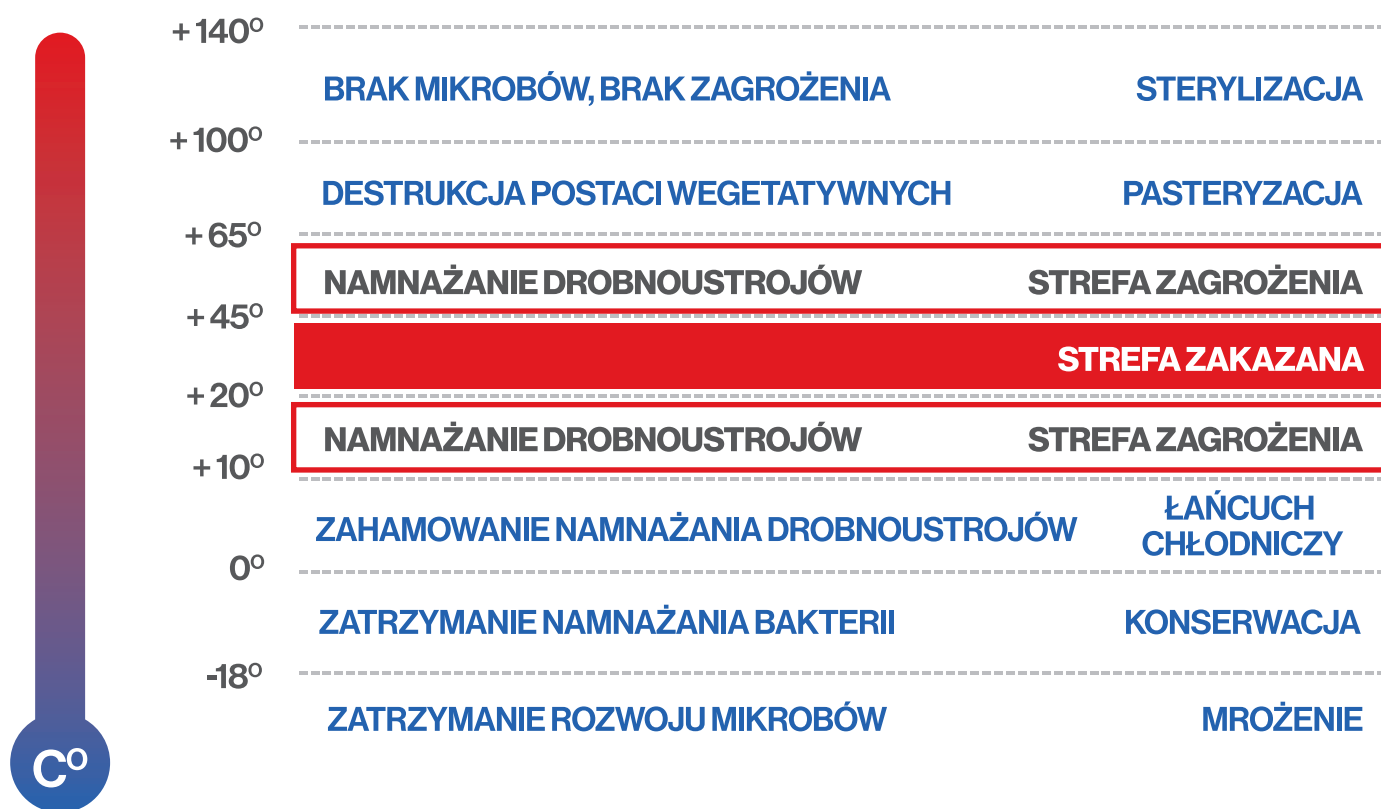 +140°
BRAK MIKROBÓW, BRAK ZAGROŻENIA STERYLIZACJA
+100°
DESTRUKCJA POSTACI WEGETATYWNYCH PASTERYZACJA
+65°
NAMNAŻANIE DROBNOUSTROJÓW STREFA ZAGROŻENIA
+45°
STREFA ZAKAZANA
+20°
NAMNAŻANIE DROBNOUSTROJÓW STREFA ZAGROŻENIA
+10°
ZAHAMOWANIE NAMNAŻANIA DROBNOUSTROJÓW ŁAŃCUCH
CHŁODNICZY
0°
ZATRZYMANIE NAMNAŻANIA BAKTERII KONSERWACJA
-18°
ZATRZYMANIE ROZWOJU MIKROBÓW MROŻENIE
C°